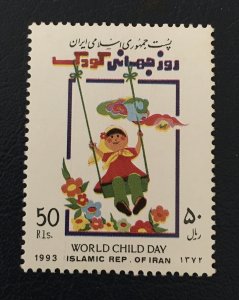 پست جمهوری اسلامی ایران
روز جهانی کودک
50 ۵۰
Rls. ریال
WORLD CHILD DAY
1993 ISLAMIC REP. OF IRAN ۱۳۷۲